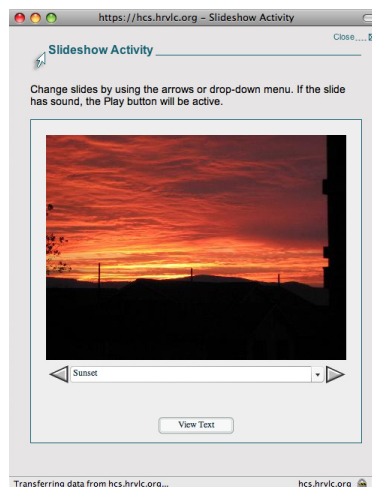 https://hcs.hrvlc.org – Slideshow Activity
Close
Slideshow Activity
Change slides by using the arrows or drop-down menu. If the slide
has sound, the Play button will be active.
Sunset
View Text
Transferring data from hcs.hrvlc.org... hcs.hrvlc.org